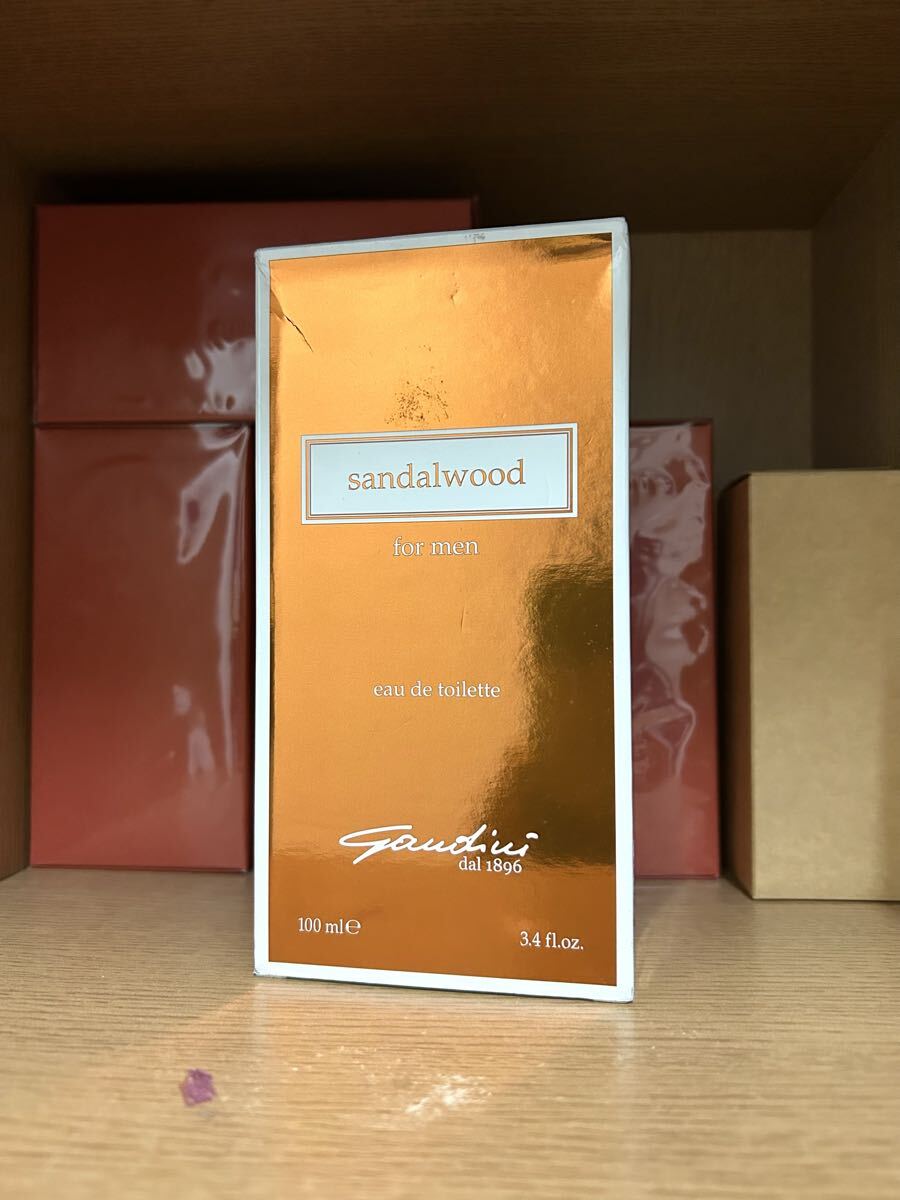 sandalwood
for men
eau de toilette
Gandini
dal 1896
100 ml℮
3.4 fl.oz.